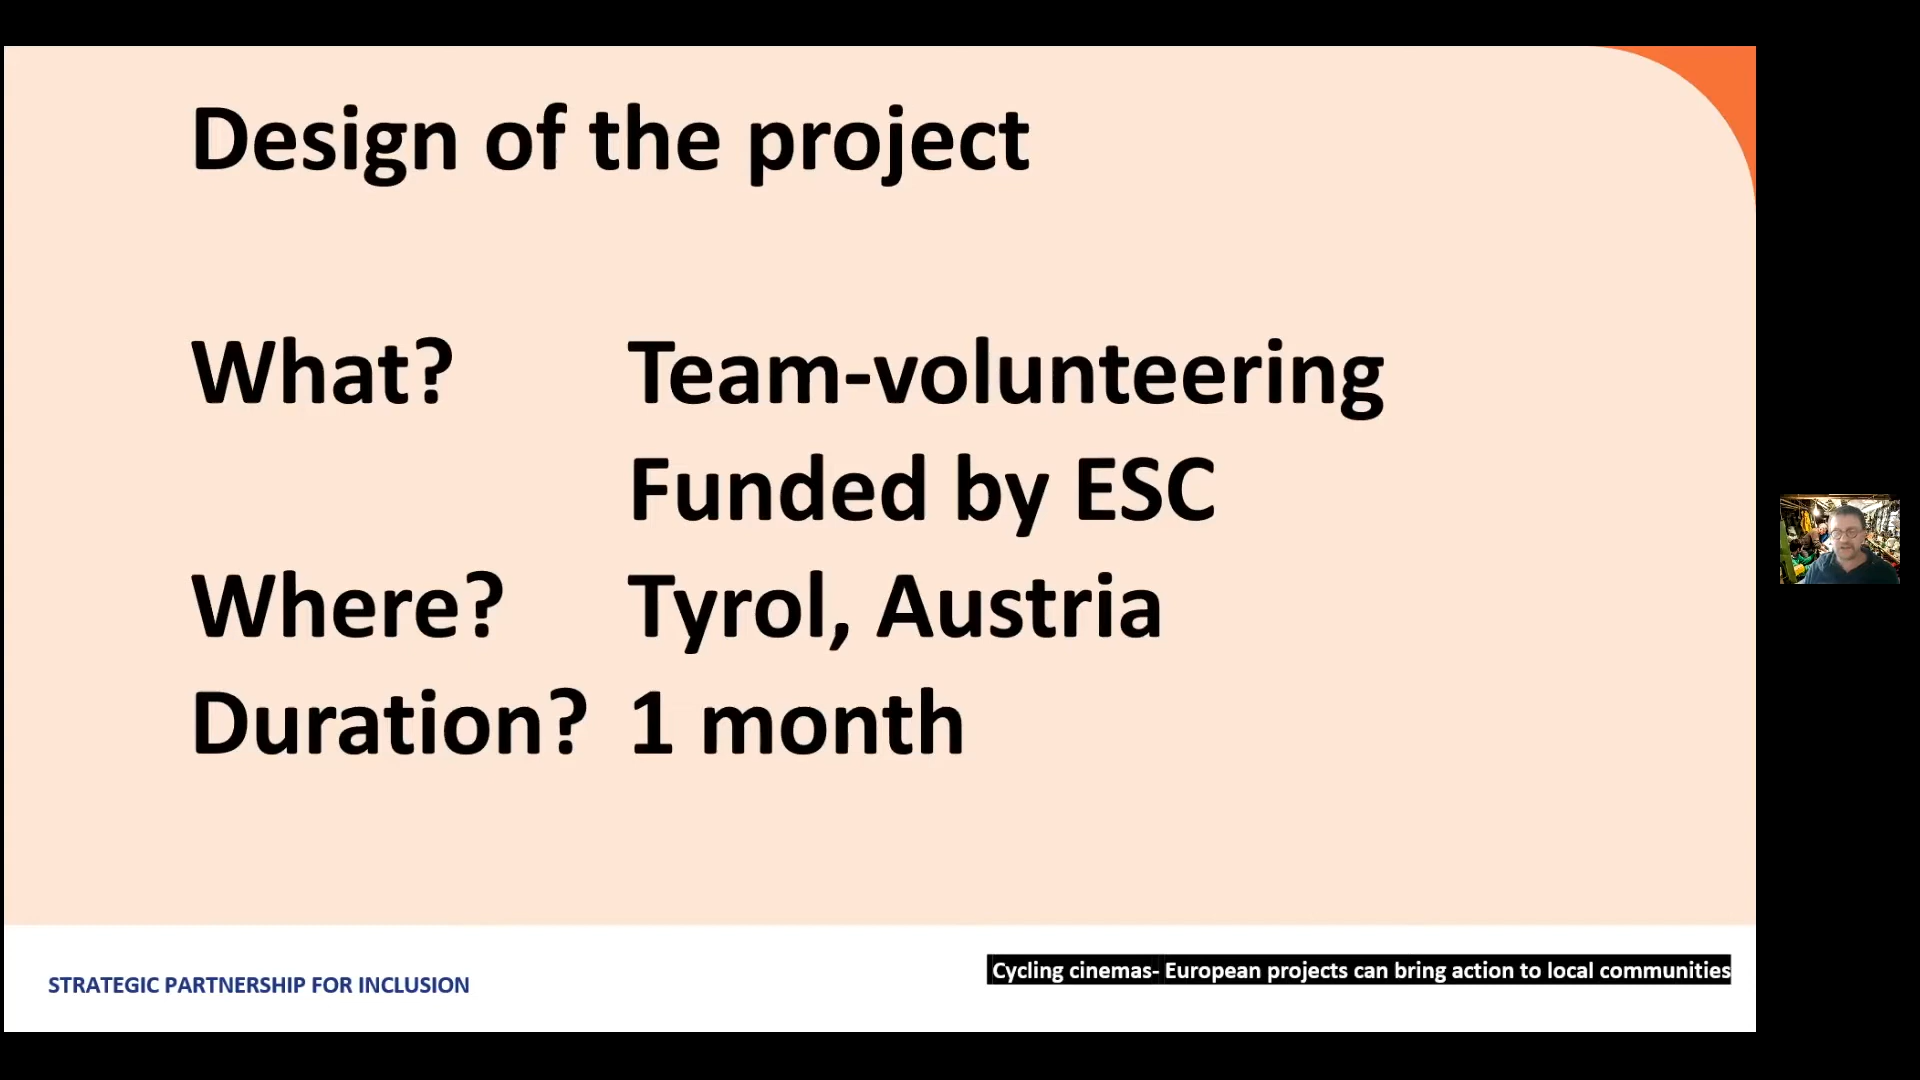 Design of the project
What? Team-volunteering
Funded by ESC
Where? Tyrol, Austria
Duration? 1 month
STRATEGIC PARTNERSHIP FOR INCLUSION
Cycling cinemas- European projects can bring action to local communities